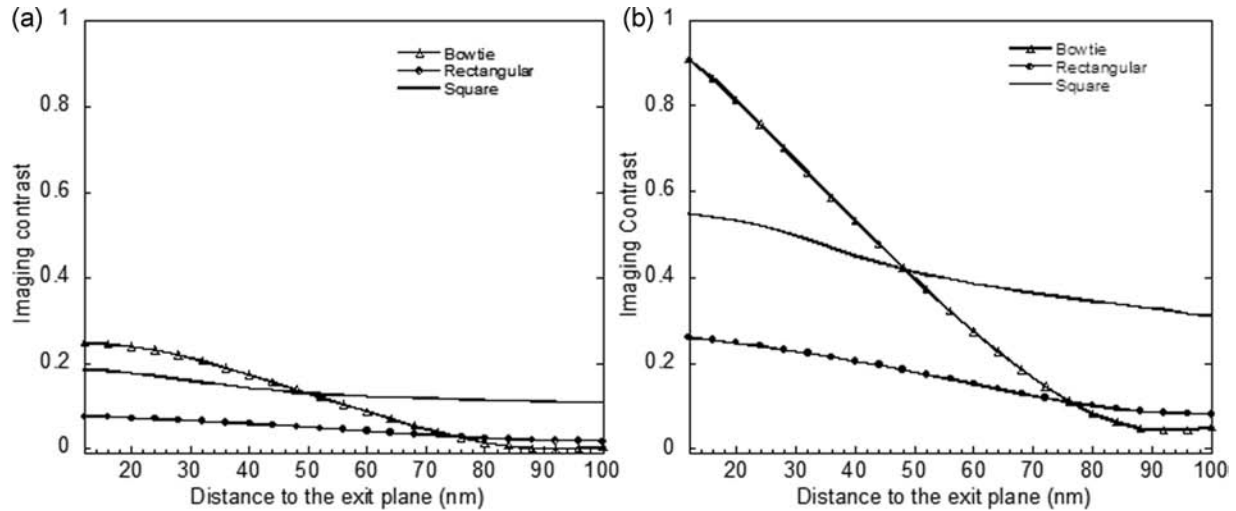 (a)
1
0.8
0.6
0.4
0.2
0
Imaging contrast
Bowtie
Rectangular
Square
20 30 40 50 60 70 80 90 100
Distance to the exit plane (nm)
(b)
1
0.8
0.6
0.4
0.2
0
Imaging Contrast
Bowtie
Rectangular
Square
20 30 40 50 60 70 80 90 100
Distance to the exit plane (nm)